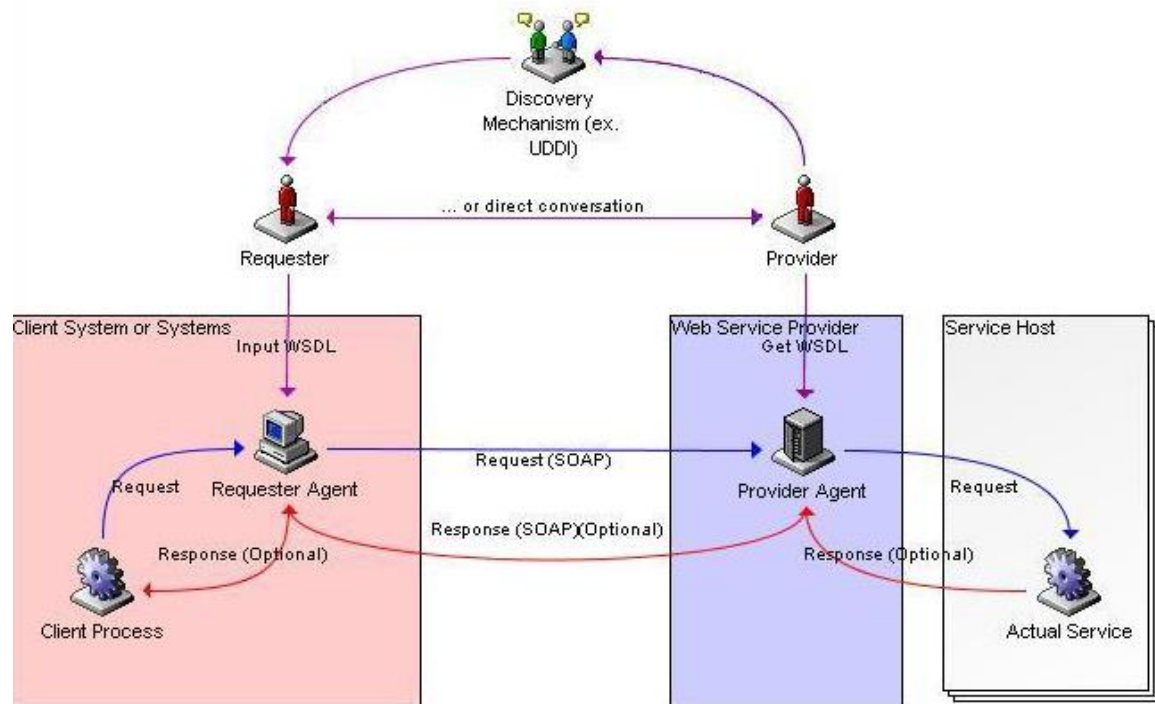 Discovery
Mechanism (ex.
UDDI)
... or direct conversation
Requester
Provider
Client System or Systems
Web Service Provider
Service Host
Input WSDL
Get WSDL
Request (SOAP)
Request
Requester Agent
Provider Agent
Request
Response (SOAP)(Optional)
Response (Optional)
Response (Optional)
Client Process
Actual Service